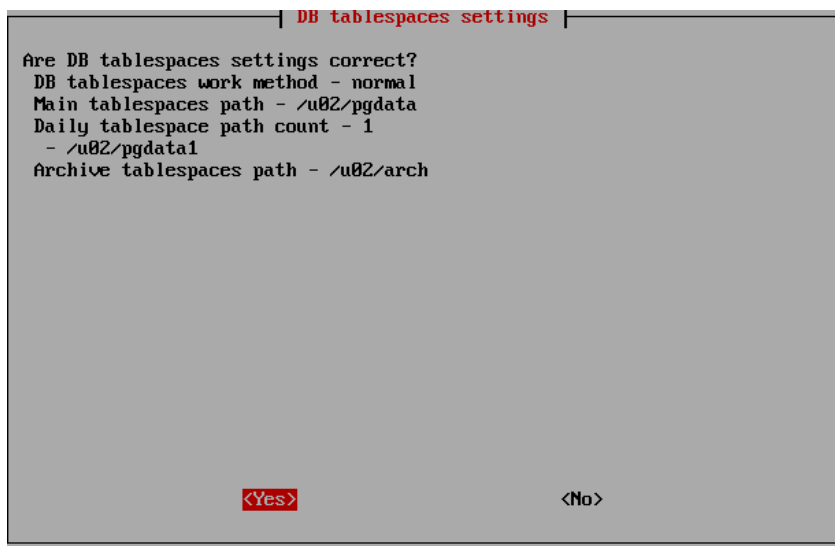 DB tablespaces settings
Are DB tablespaces settings correct?
DB tablespaces work method - normal
Main tablespaces path - /u02/pgdata
Daily tablespace path count - 1
- /u02/pgdata1
Archive tablespaces path - /u02/arch
<Yes> <No>